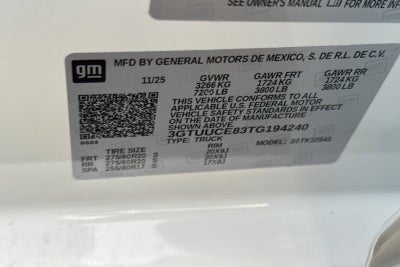 SEE OWNER'S MANUAL
FOR MORE INFORMATION
gm
MFD BY GENERAL MOTORS DE MEXICO, S. DE R.L. DE C.V.
11/25 GVWR GAWR FRT GAWR RR
3266 KG 1724 KG 1724 KG
7200 LB 3800 LB 3800 LB
THIS VEHICLE CONFORMS TO ALL
APPLICABLE U.S. FEDERAL MOTOR
VEHICLE SAFETY STANDARDS IN EFFECT
ON THE DATE OF MANUFACTURE SHOWN ABOVE.
3GTUUCE83TG194240
TYPE: TRUCK MODEL:
TIRE SIZE RIM
FRT 275/60R20 S 20X9J
RR 275/60R20 S 20X9J
SPA 255/80R17 S 17X8J